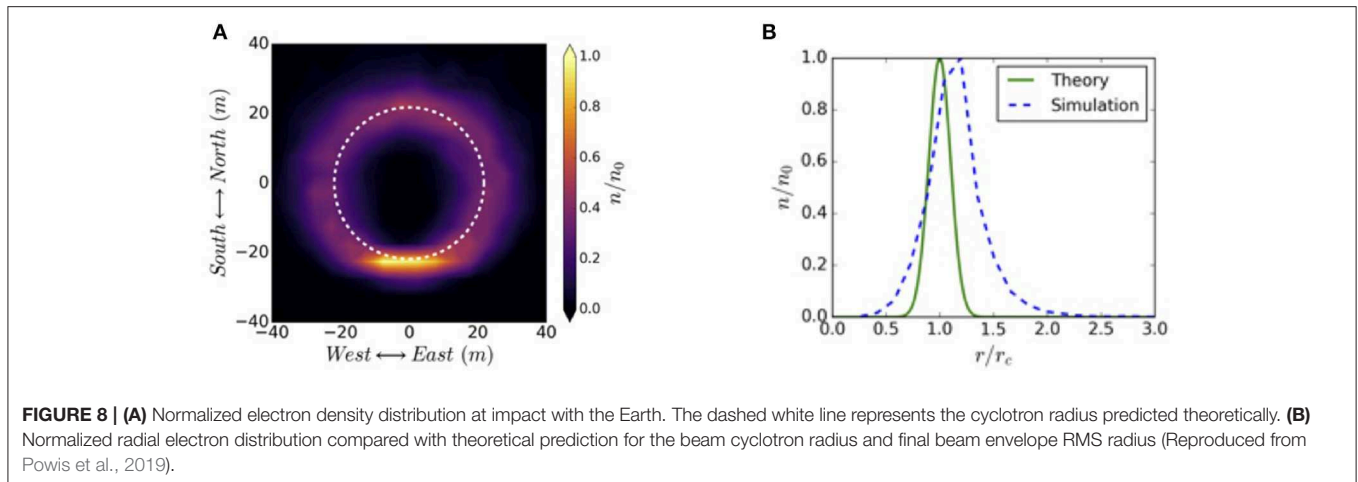 A
B
40
20
0
−20
−40
South ⟷ North (m)
−40 −20 0 20 40
West ⟷ East (m)
1.0
0.8
0.6
0.4
0.2
0.0
n/n₀
1.0
0.8
0.6
0.4
0.2
0.0
n/n₀
Theory
Simulation
0.0 0.5 1.0 1.5 2.0 2.5 3.0
r/r꜀
FIGURE 8 | (A) Normalized electron density distribution at impact with the Earth. The dashed white line represents the cyclotron radius predicted theoretically. (B)
Normalized radial electron distribution compared with theoretical prediction for the beam cyclotron radius and final beam envelope RMS radius (Reproduced from
Powis et al., 2019).